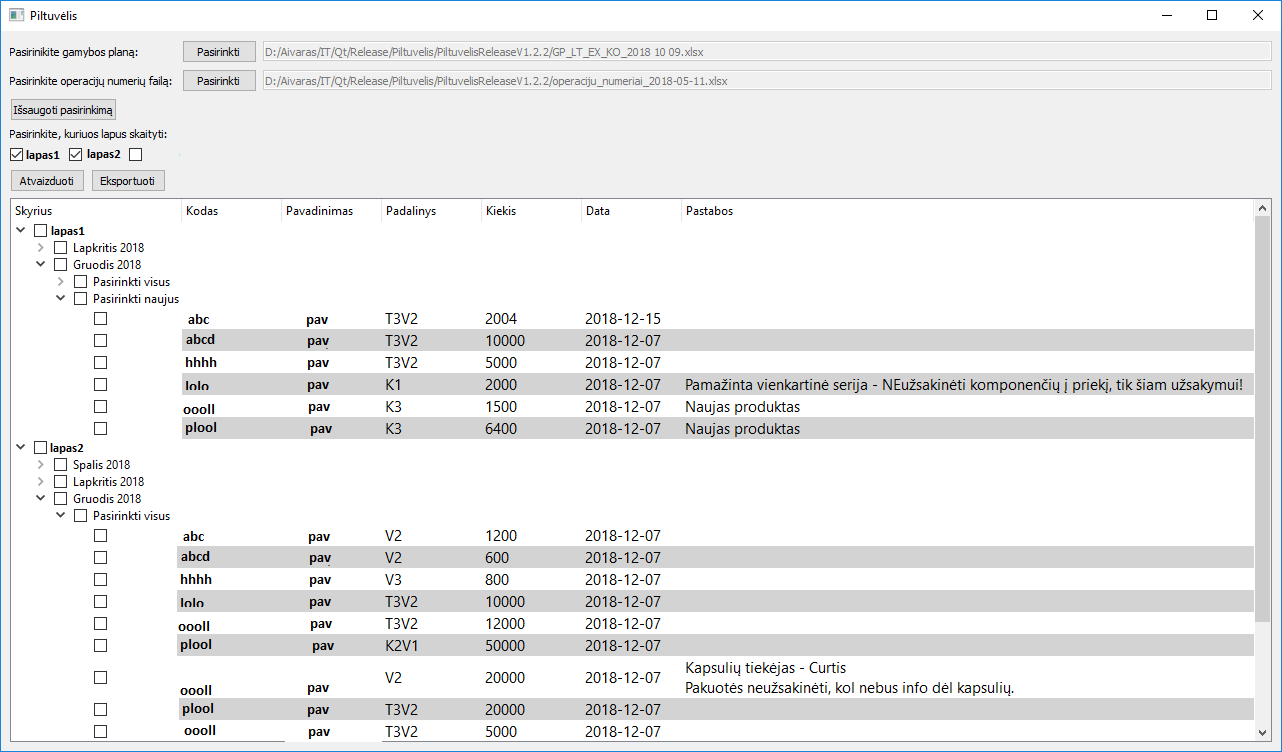 Piltuvėlis
Pasirinikite gamybos planą: Pasirinkti D:/Aivaras/IT/Qt/Release/Piltuvelis/PiltuvelisReleaseV1.2.2/GP_LT_EX_KO_2018 10 09.xlsx
Pasirinkite operacijų numerių failą: Pasirinkti D:/Aivaras/IT/Qt/Release/Piltuvelis/PiltuvelisReleaseV1.2.2/operaciju_numeriai_2018-05-11.xlsx
Išsaugoti pasirinkimą
Pasirinkite, kuriuos lapus skaityti:
lapas1 lapas2
Atvaizduoti Eksportuoti
Skyrius Kodas Pavadinimas Padalinys Kiekis Data Pastabos
lapas1
Lapkritis 2018
Gruodis 2018
Pasirinkti visus
Pasirinkti naujus
abc pav T3V2 2004 2018-12-15
abcd pav T3V2 10000 2018-12-07
hhhh pav T3V2 5000 2018-12-07
lolo pav K1 2000 2018-12-07 Pamažinta vienkartinė serija - NEužsakinėti komponenčių į priekį, tik šiam užsakymui!
oooll pav K3 1500 2018-12-07 Naujas produktas
plool pav K3 6400 2018-12-07 Naujas produktas
lapas2
Spalis 2018
Lapkritis 2018
Gruodis 2018
Pasirinkti visus
abc pav V2 1200 2018-12-07
abcd pav V2 600 2018-12-07
hhhh pav V3 800 2018-12-07
lolo pav T3V2 10000 2018-12-07
oooll pav T3V2 12000 2018-12-07
plool pav K2V1 50000 2018-12-07
oooll pav V2 20000 2018-12-07 Kapsulių tiekėjas - Curtis
Pakuotės neužsakinėti, kol nebus info dėl kapsulių.
plool pav T3V2 20000 2018-12-07
oooll pav T3V2 5000 2018-12-07